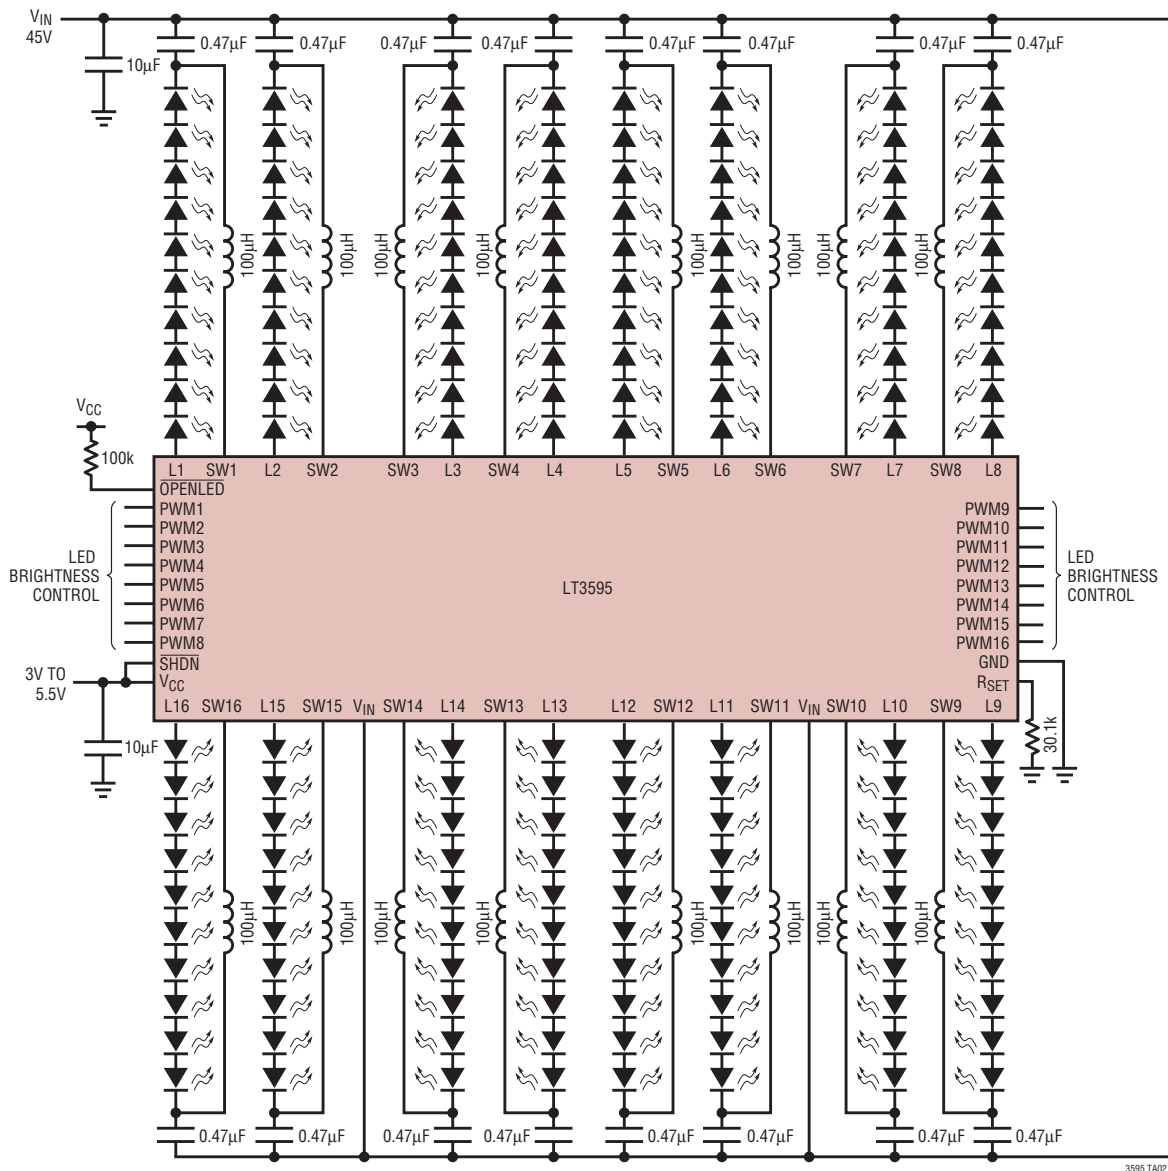 VIN
45V
10µF
0.47µF
0.47µF
0.47µF
0.47µF
0.47µF
0.47µF
0.47µF
0.47µF
100µH
100µH
100µH
100µH
100µH
100µH
100µH
100µH
VCC
100k
L1 SW1 L2 SW2 SW3 L3 SW4 L4 L5 SW5 L6 SW6 SW7 L7 SW8 L8
OPENLED
PWM1
PWM2
PWM3
PWM4
PWM5
PWM6
PWM7
PWM8
LED
BRIGHTNESS
CONTROL
LT3595
PWM9
PWM10
PWM11
PWM12
PWM13
PWM14
PWM15
PWM16
LED
BRIGHTNESS
CONTROL
3V TO
5.5V
SHDN
VCC
GND
RSET
L16 SW16 L15 SW15 VIN SW14 L14 SW13 L13 L12 SW12 L11 SW11 VIN SW10 L10 SW9 L9
10µF
30.1k
100µH
100µH
100µH
100µH
100µH
100µH
100µH
100µH
0.47µF
0.47µF
0.47µF
0.47µF
0.47µF
0.47µF
0.47µF
0.47µF
3595 TA02